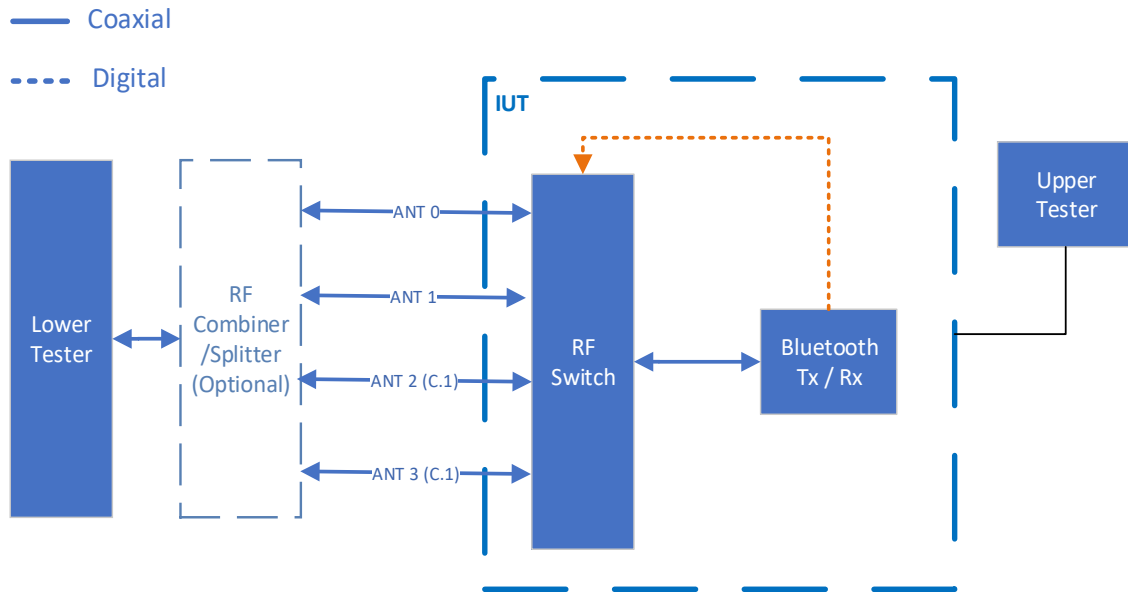 Coaxial
Digital
IUT
Lower
Tester
RF
Combiner
/Splitter
(Optional)
ANT 0
ANT 1
ANT 2 (C.1)
ANT 3 (C.1)
RF
Switch
Bluetooth
Tx / Rx
Upper
Tester